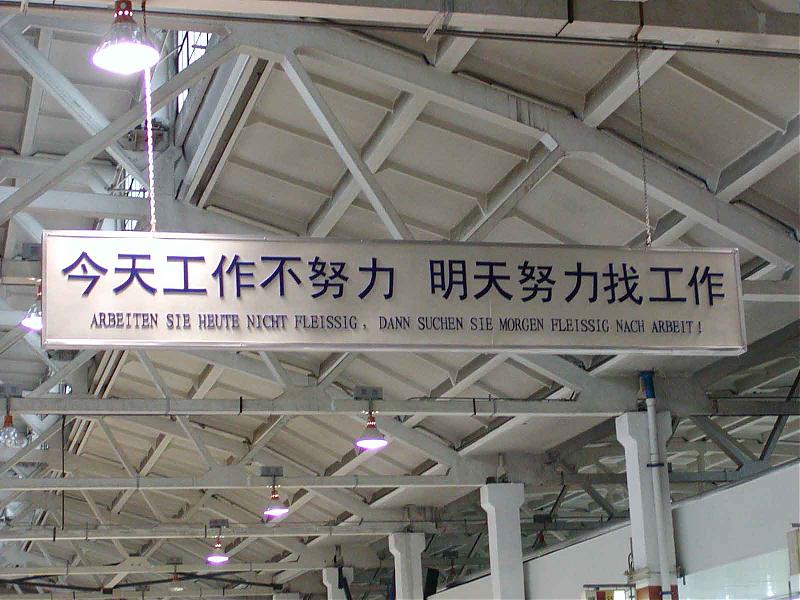 今天工作不努力 明天努力找工作
ARBEITEN SIE HEUTE NICHT FLEISSIG, DANN SUCHEN SIE MORGEN FLEISSIG NACH ARBEIT!